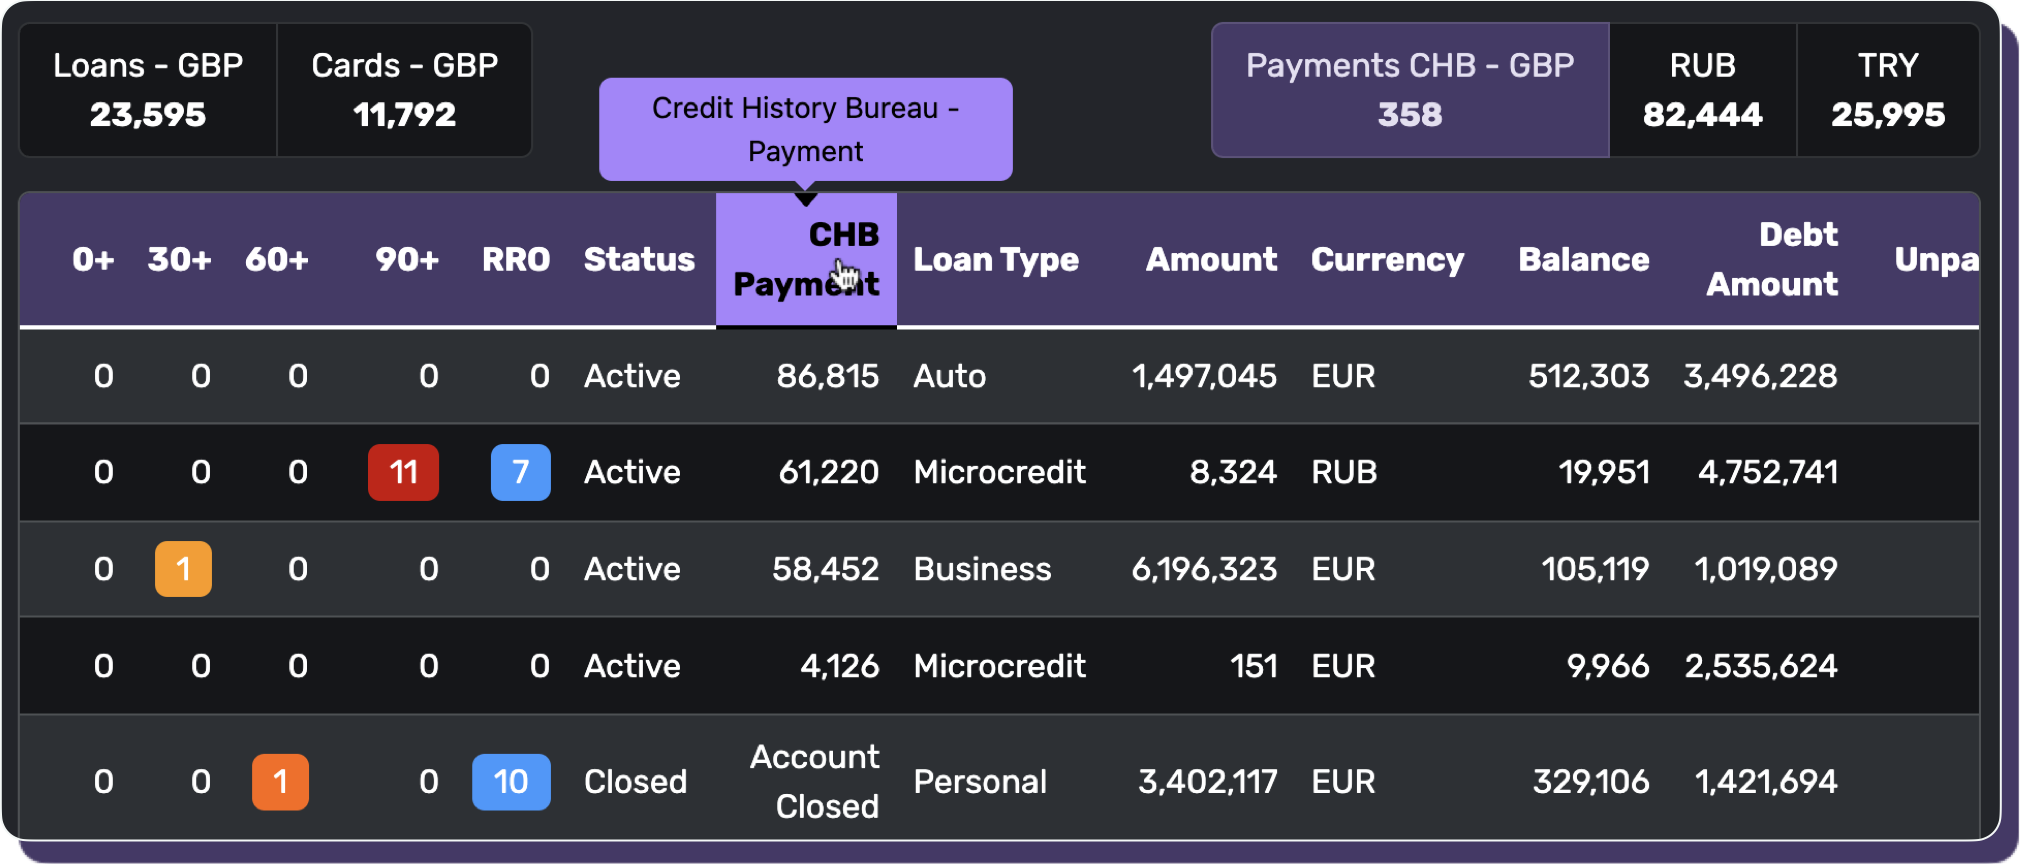 Loans - GBP
23,595
Cards - GBP
11,792
Credit History Bureau -
Payment
Payments CHB - GBP
358
RUB
82,444
TRY
25,995
0+ 30+ 60+ 90+ RRO Status CHB Payment Loan Type Amount Currency Balance Debt Amount Unpa
0 0 0 0 0 Active 86,815 Auto 1,497,045 EUR 512,303 3,496,228
0 0 0 11 7 Active 61,220 Microcredit 8,324 RUB 19,951 4,752,741
0 1 0 0 0 Active 58,452 Business 6,196,323 EUR 105,119 1,019,089
0 0 0 0 0 Active 4,126 Microcredit 151 EUR 9,966 2,535,624
0 0 1 0 10 Closed Account Closed Personal 3,402,117 EUR 329,106 1,421,694